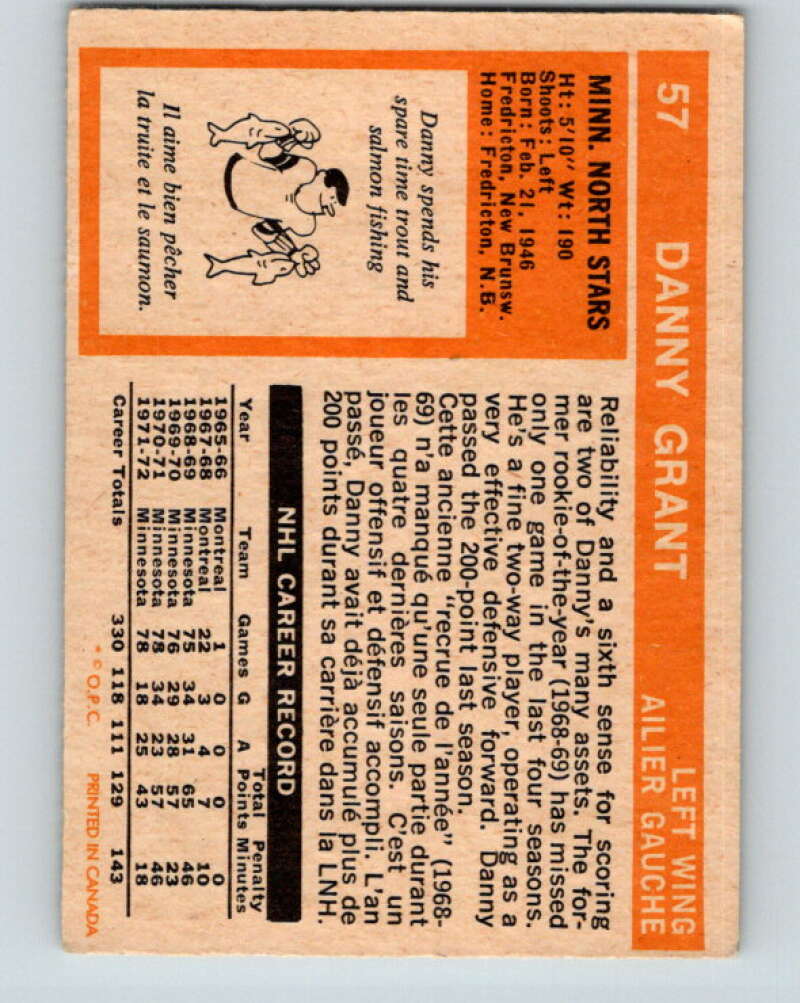 57 DANNY GRANT LEFT WING
AILIER GAUCHE
MINN. NORTH STARS
Ht: 5'10" Wt: 190
Shoots: Left
Born: Feb. 21, 1946
Fredricton, New Brunsw.
Home: Fredricton, N.B.
Danny spends his
spare time trout and
salmon fishing
Il aime bien pêcher
la truite et le saumon.
Reliability and a sixth sense for scoring
are two of Danny's many assets. The for-
mer rookie-of-the-year (1968-69) has missed
only one game in the last four seasons.
He's a fine two-way player, operating as a
very effective defensive forward. Danny
passed the 200-point last season.
Cette ancienne "recrue de l'année" (1968-
69) n'a manqué qu'une seule partie durant
les quatre dernières saisons. C'est un
joueur offensif et défensif accompli. L'an
passé, Danny avait déjà accumulé plus de
200 points durant sa carrière dans la LNH.
NHL CAREER RECORD
Total Penalty
Year Team Games G A Points Minutes
1965-66 Montreal 1 0 0 0 0
1967-68 Montreal 22 3 4 7 10
1968-69 Minnesota 75 34 31 65 46
1969-70 Minnesota 76 29 28 57 23
1970-71 Minnesota 78 34 23 57 46
1971-72 Minnesota 78 18 25 43 18
Career Totals 330 118 111 129 143
* © O.P.C. PRINTED IN CANADA